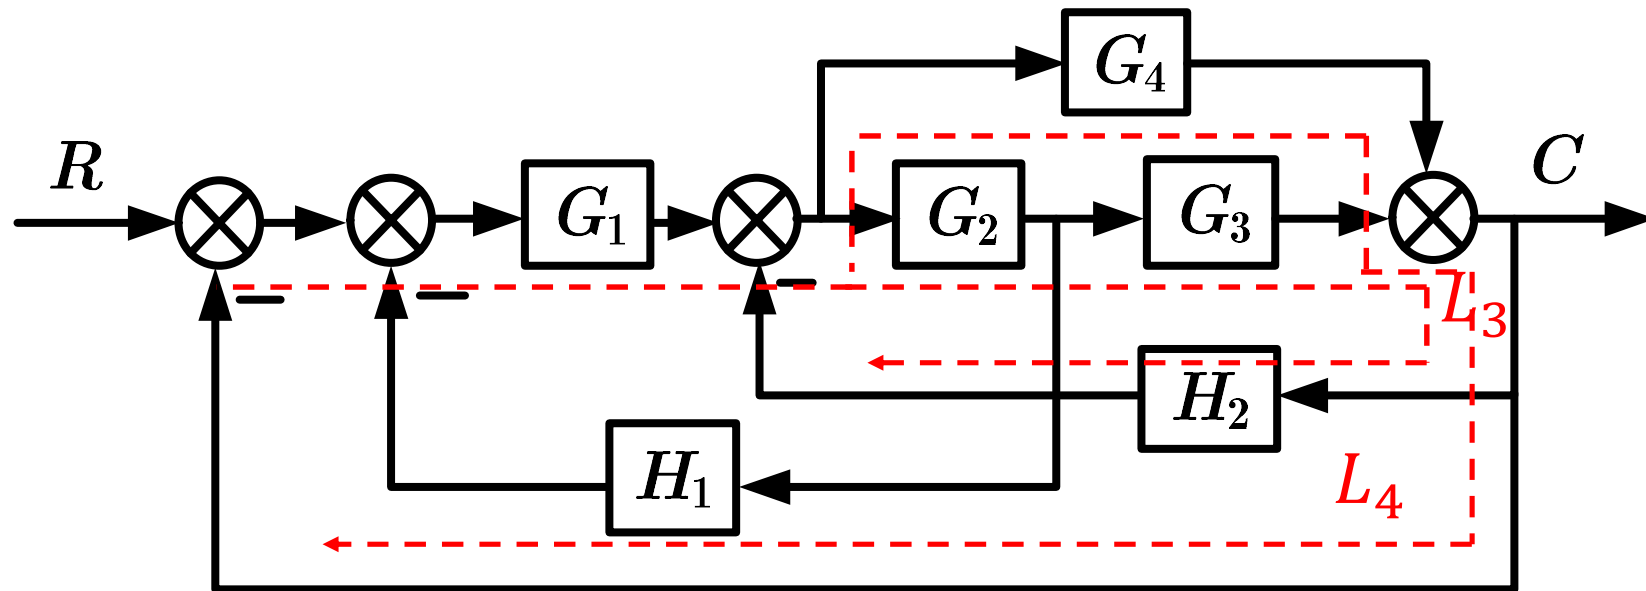 G₄
R
C
G₁
G₂
G₃
L₃
H₂
H₁
L₄